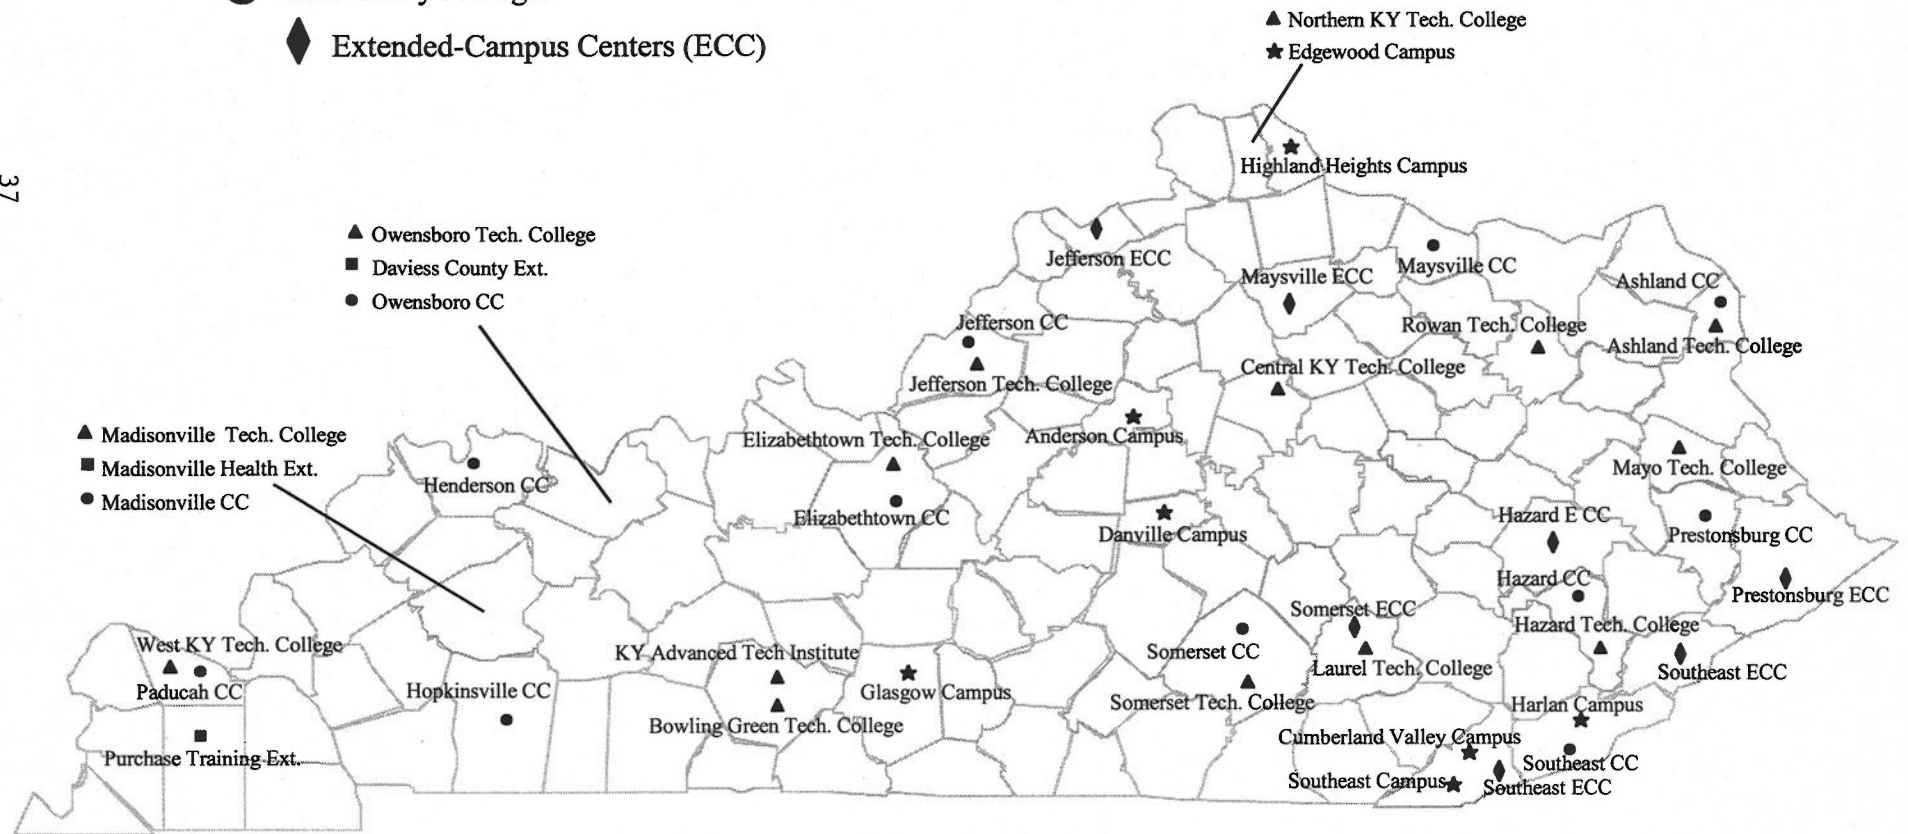 Extended-Campus Centers (ECC)
Northern KY Tech. College
Edgewood Campus
37
Highland Heights Campus
Owensboro Tech. College
Daviess County Ext.
Owensboro CC
Jefferson ECC
Maysville ECC
Maysville CC
Ashland CC
Jefferson CC
Rowan Tech. College
Ashland Tech. College
Central KY Tech. College
Jefferson Tech. College
Madisonville Tech. College
Madisonville Health Ext.
Madisonville CC
Elizabethtown Tech. College
Anderson Campus
Mayo Tech. College
Henderson CC
Elizabethtown CC
Hazard E CC
Danville Campus
Prestonsburg CC
Hazard CC
Prestonsburg ECC
Somerset ECC
Hazard Tech. College
West KY Tech. College
KY Advanced Tech Institute
Somerset CC
Laurel Tech. College
Southeast ECC
Paducah CC
Hopkinsville CC
Glasgow Campus
Somerset Tech. College
Harlan Campus
Bowling Green Tech. College
Cumberland Valley Campus
Purchase Training Ext.
Southeast CC
Southeast Campus
Southeast ECC